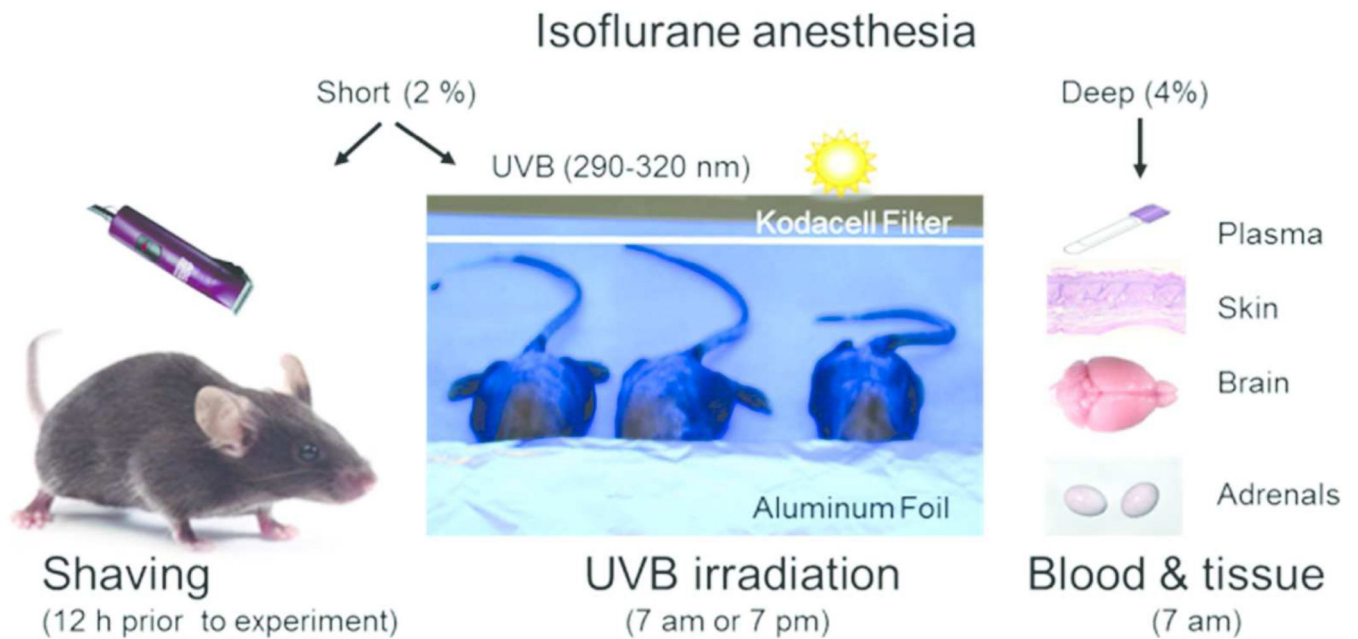 Isoflurane anesthesia
Short (2 %)
Deep (4%)
UVB (290-320 nm)
Kodacell Filter
Plasma
Skin
Brain
Adrenals
Aluminum Foil
Shaving
(12 h prior to experiment)
UVB irradiation
(7 am or 7 pm)
Blood & tissue
(7 am)